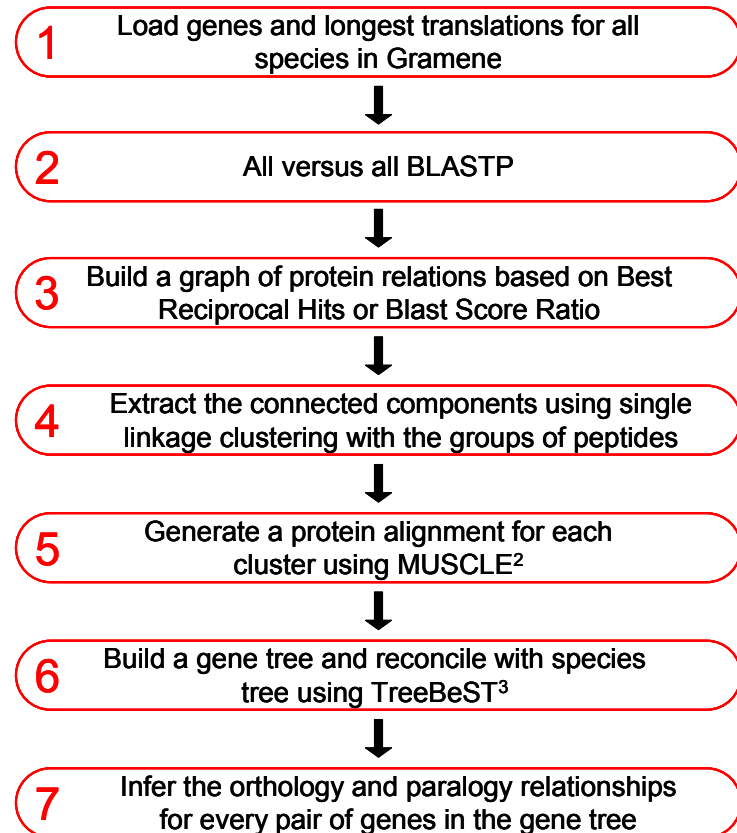 1
Load genes and longest translations for all
species in Gramene
2
All versus all BLASTP
3
Build a graph of protein relations based on Best
Reciprocal Hits or Blast Score Ratio
4
Extract the connected components using single
linkage clustering with the groups of peptides
5
Generate a protein alignment for each
cluster using MUSCLE²
6
Build a gene tree and reconcile with species
tree using TreeBeST³
7
Infer the orthology and paralogy relationships
for every pair of genes in the gene tree